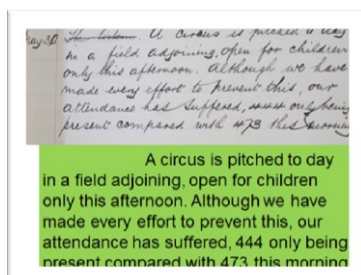 May 30 A circus is pitched to day
in a field adjoining, open for children
only this afternoon. Although we have
made every effort to prevent this, our
attendance has suffered, 444 only being
present compared with 473 this morning
A circus is pitched to day
in a field adjoining, open for children
only this afternoon. Although we have
made every effort to prevent this, our
attendance has suffered, 444 only being
present compared with 473 this morning